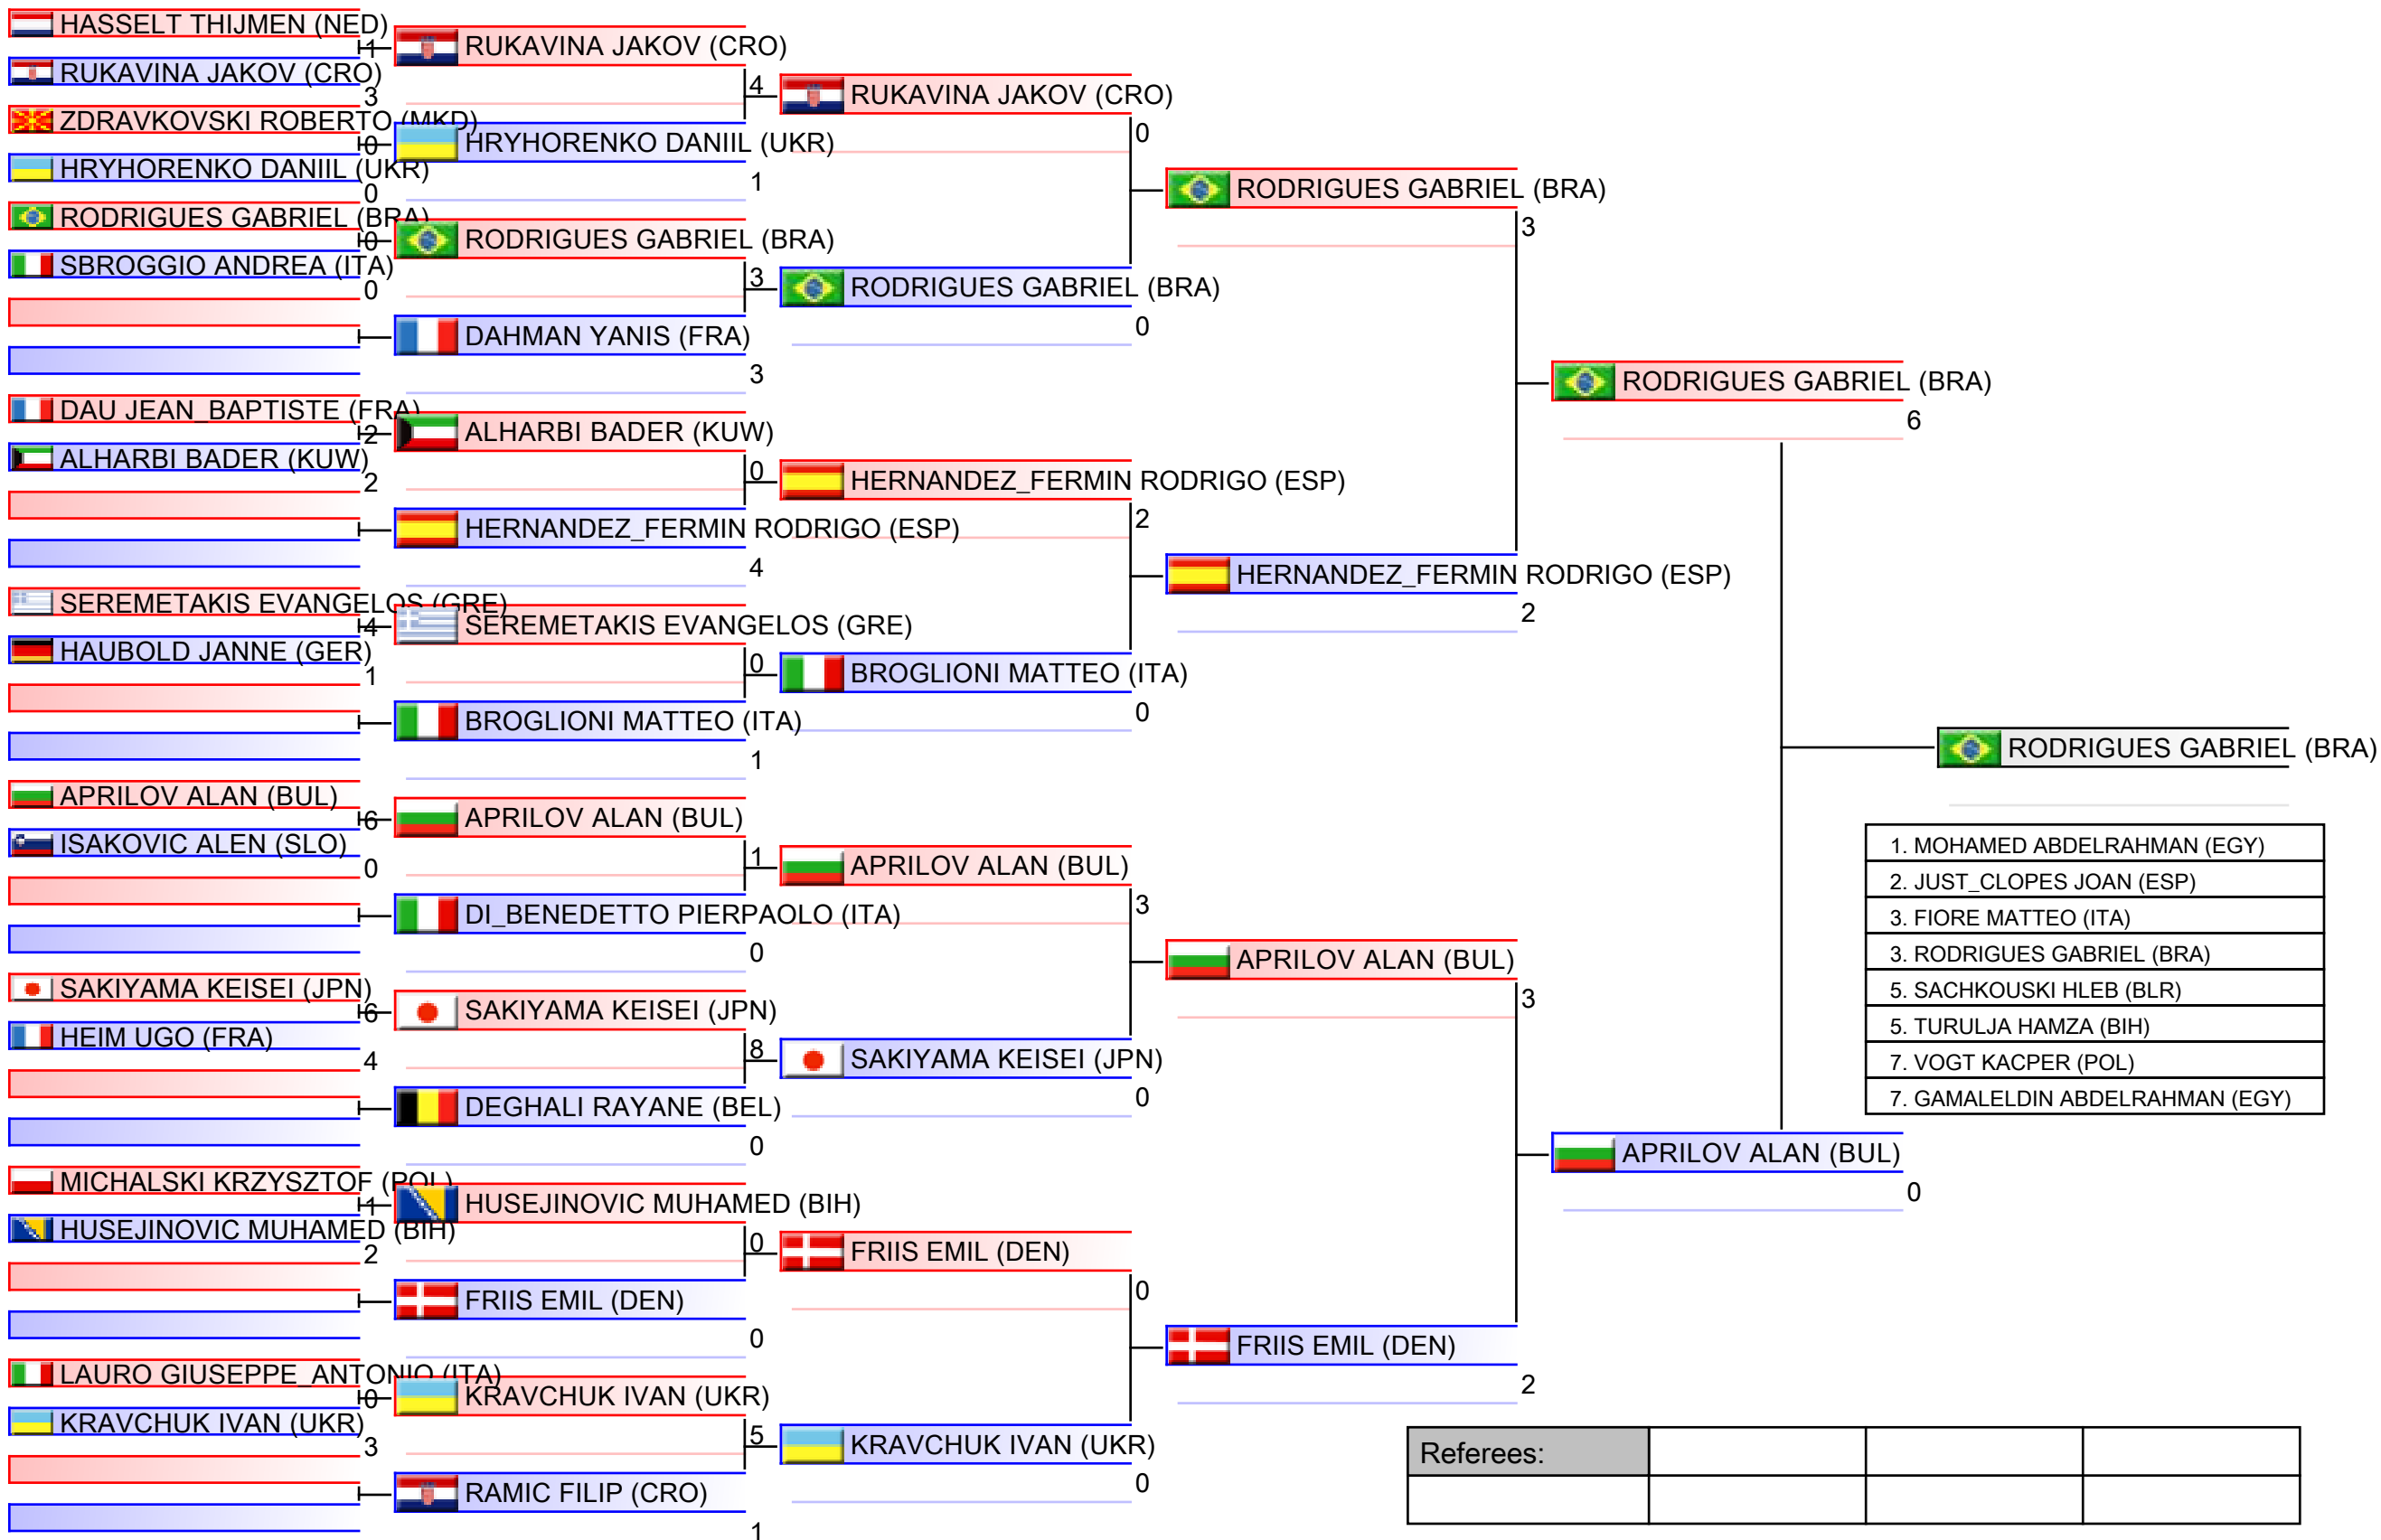 HASSELT THIJMEN (NED)
1
RUKAVINA JAKOV (CRO)
3
ZDRAVKOVSKI ROBERTO (MKD)
0
HRYHORENKO DANIIL (UKR)
0
RODRIGUES GABRIEL (BRA)
0
SBROGGIO ANDREA (ITA)
0
DAU JEAN_BAPTISTE (FRA)
2
ALHARBI BADER (KUW)
2
SEREMETAKIS EVANGELOS (GRE)
4
HAUBOLD JANNE (GER)
1
APRILOV ALAN (BUL)
6
ISAKOVIC ALEN (SLO)
0
SAKIYAMA KEISEI (JPN)
6
HEIM UGO (FRA)
4
MICHALSKI KRZYSZTOF (POL)
1
HUSEJINOVIC MUHAMED (BIH)
2
LAURO GIUSEPPE_ANTONIO (ITA)
0
KRAVCHUK IVAN (UKR)
3
RUKAVINA JAKOV (CRO)
4
HRYHORENKO DANIIL (UKR)
1
RODRIGUES GABRIEL (BRA)
3
DAHMAN YANIS (FRA)
3
ALHARBI BADER (KUW)
0
HERNANDEZ_FERMIN RODRIGO (ESP)
4
SEREMETAKIS EVANGELOS (GRE)
0
BROGLIONI MATTEO (ITA)
1
APRILOV ALAN (BUL)
1
DI_BENEDETTO PIERPAOLO (ITA)
0
SAKIYAMA KEISEI (JPN)
8
DEGHALI RAYANE (BEL)
0
HUSEJINOVIC MUHAMED (BIH)
0
FRIIS EMIL (DEN)
0
KRAVCHUK IVAN (UKR)
5
RAMIC FILIP (CRO)
1
RUKAVINA JAKOV (CRO)
0
RODRIGUES GABRIEL (BRA)
0
HERNANDEZ_FERMIN RODRIGO (ESP)
2
BROGLIONI MATTEO (ITA)
0
APRILOV ALAN (BUL)
3
SAKIYAMA KEISEI (JPN)
0
FRIIS EMIL (DEN)
0
KRAVCHUK IVAN (UKR)
0
RODRIGUES GABRIEL (BRA)
3
HERNANDEZ_FERMIN RODRIGO (ESP)
2
APRILOV ALAN (BUL)
3
FRIIS EMIL (DEN)
2
RODRIGUES GABRIEL (BRA)
6
APRILOV ALAN (BUL)
0
RODRIGUES GABRIEL (BRA)
1. MOHAMED ABDELRAHMAN (EGY)
2. JUST_CLOPES JOAN (ESP)
3. FIORE MATTEO (ITA)
3. RODRIGUES GABRIEL (BRA)
5. SACHKOUSKI HLEB (BLR)
5. TURULJA HAMZA (BIH)
7. VOGT KACPER (POL)
7. GAMALELDIN ABDELRAHMAN (EGY)
Referees: